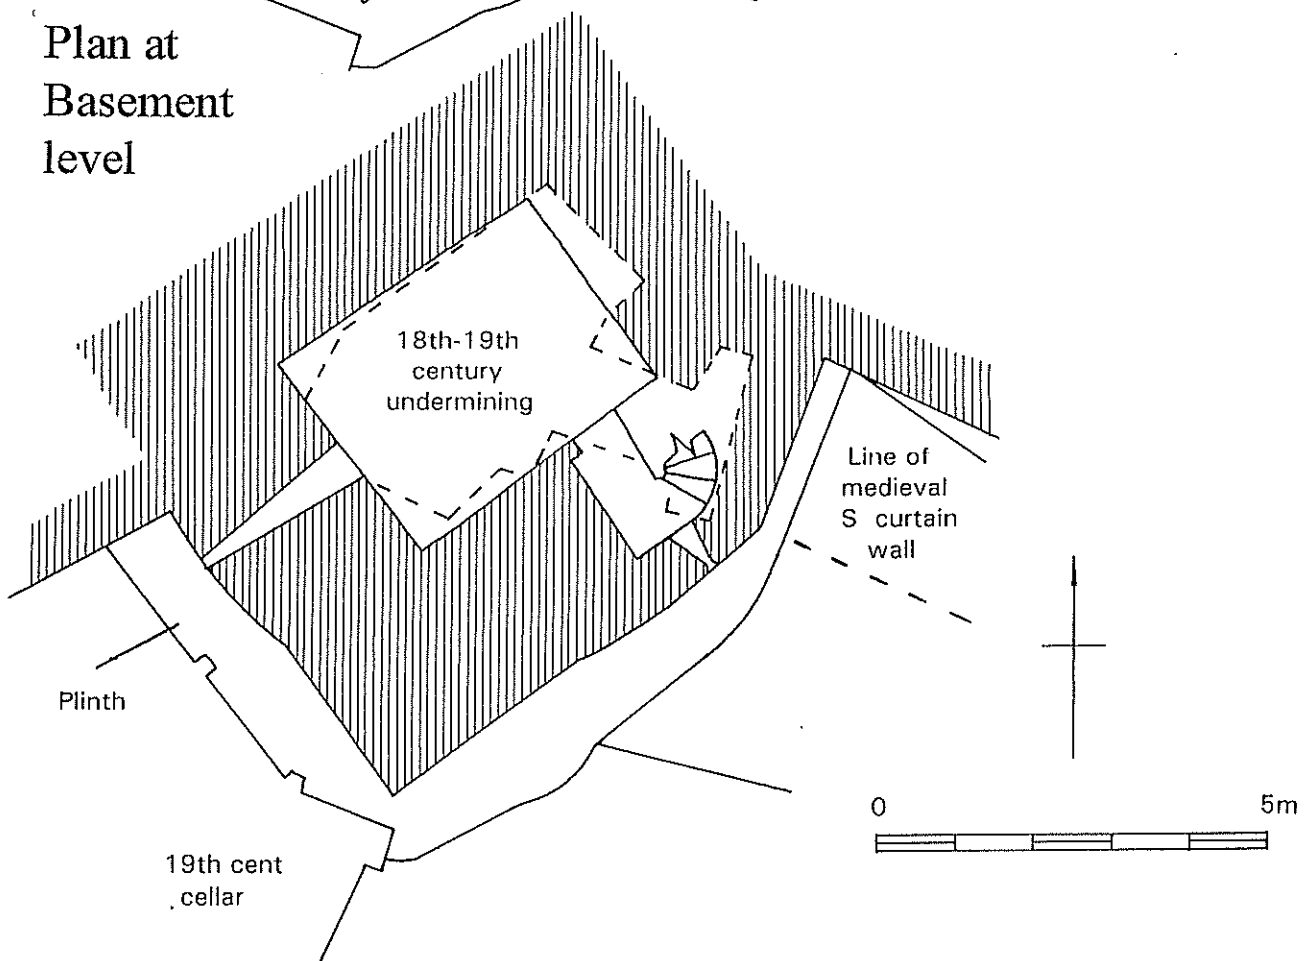 Plan at
Basement
level
18th-19th
century
undermining
Line of
medieval
S curtain
wall
Plinth
0 5m
19th cent
cellar